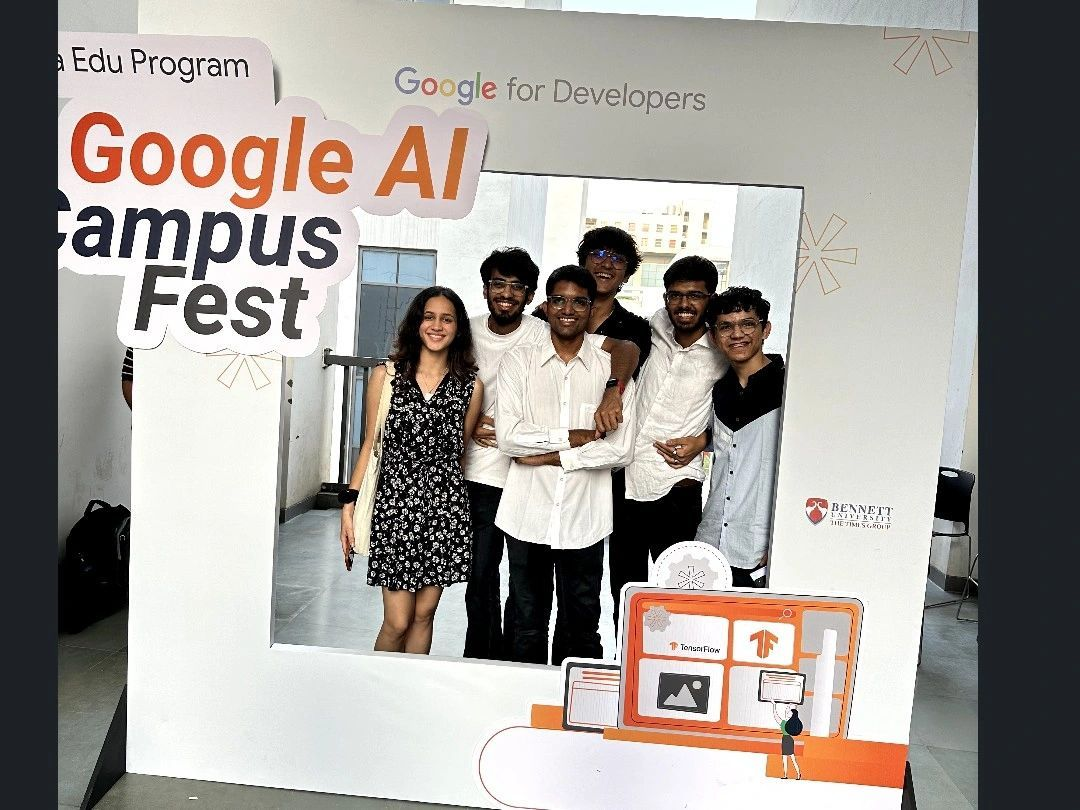 a Edu Program
Google for Developers
Google AI
Campus
Fest
BENNETT
UNIVERSITY
THE TIMES GROUP
TensorFlow